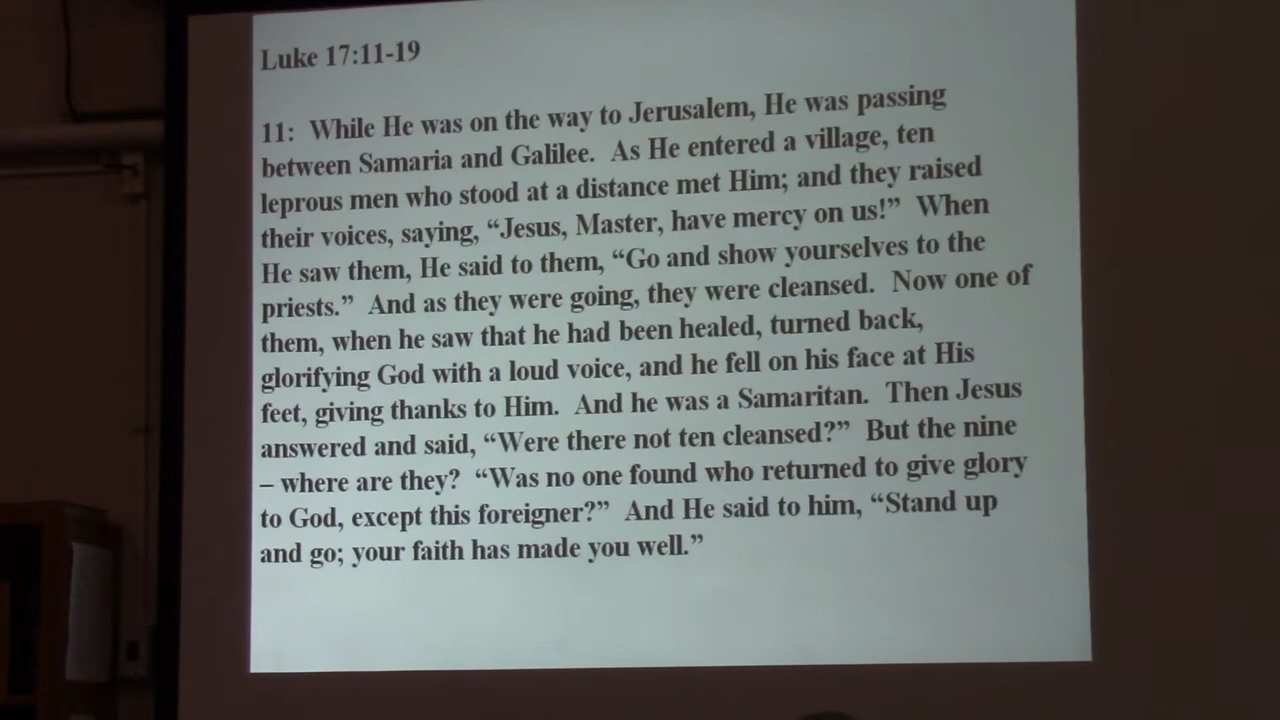 Luke 17:11-19
11:  While He was on the way to Jerusalem, He was passing
between Samaria and Galilee.  As He entered a village, ten
leprous men who stood at a distance met Him; and they raised
their voices, saying, “Jesus, Master, have mercy on us!”  When
He saw them, He said to them, “Go and show yourselves to the
priests.”  And as they were going, they were cleansed.  Now one of
them, when he saw that he had been healed, turned back,
glorifying God with a loud voice, and he fell on his face at His
feet, giving thanks to Him.  And he was a Samaritan.  Then Jesus
answered and said, “Were there not ten cleansed?”  But the nine
– where are they?  “Was no one found who returned to give glory
to God, except this foreigner?”  And He said to him, “Stand up
and go; your faith has made you well.”